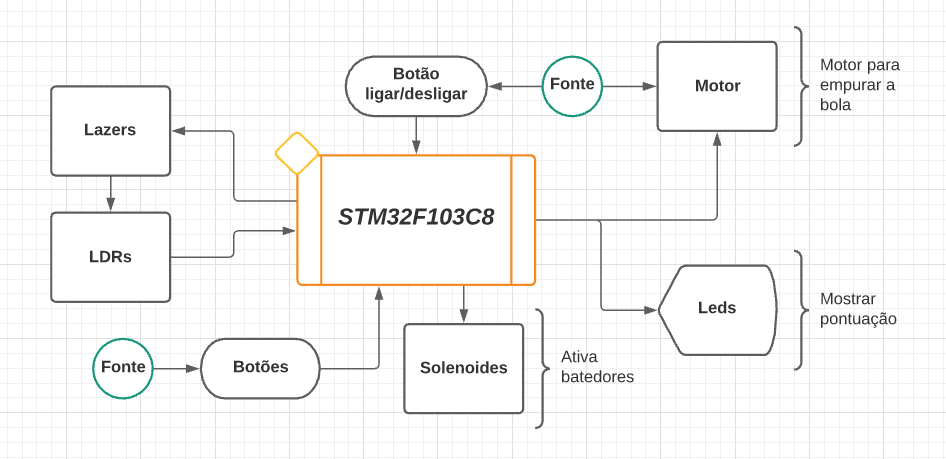 Botão
ligar/desligar
Fonte
Motor
Motor para
empurar a
bola
Lazers
STM32F103C8
LDRs
Leds
Mostrar
pontuação
Fonte
Botões
Solenoides
Ativa
batedores